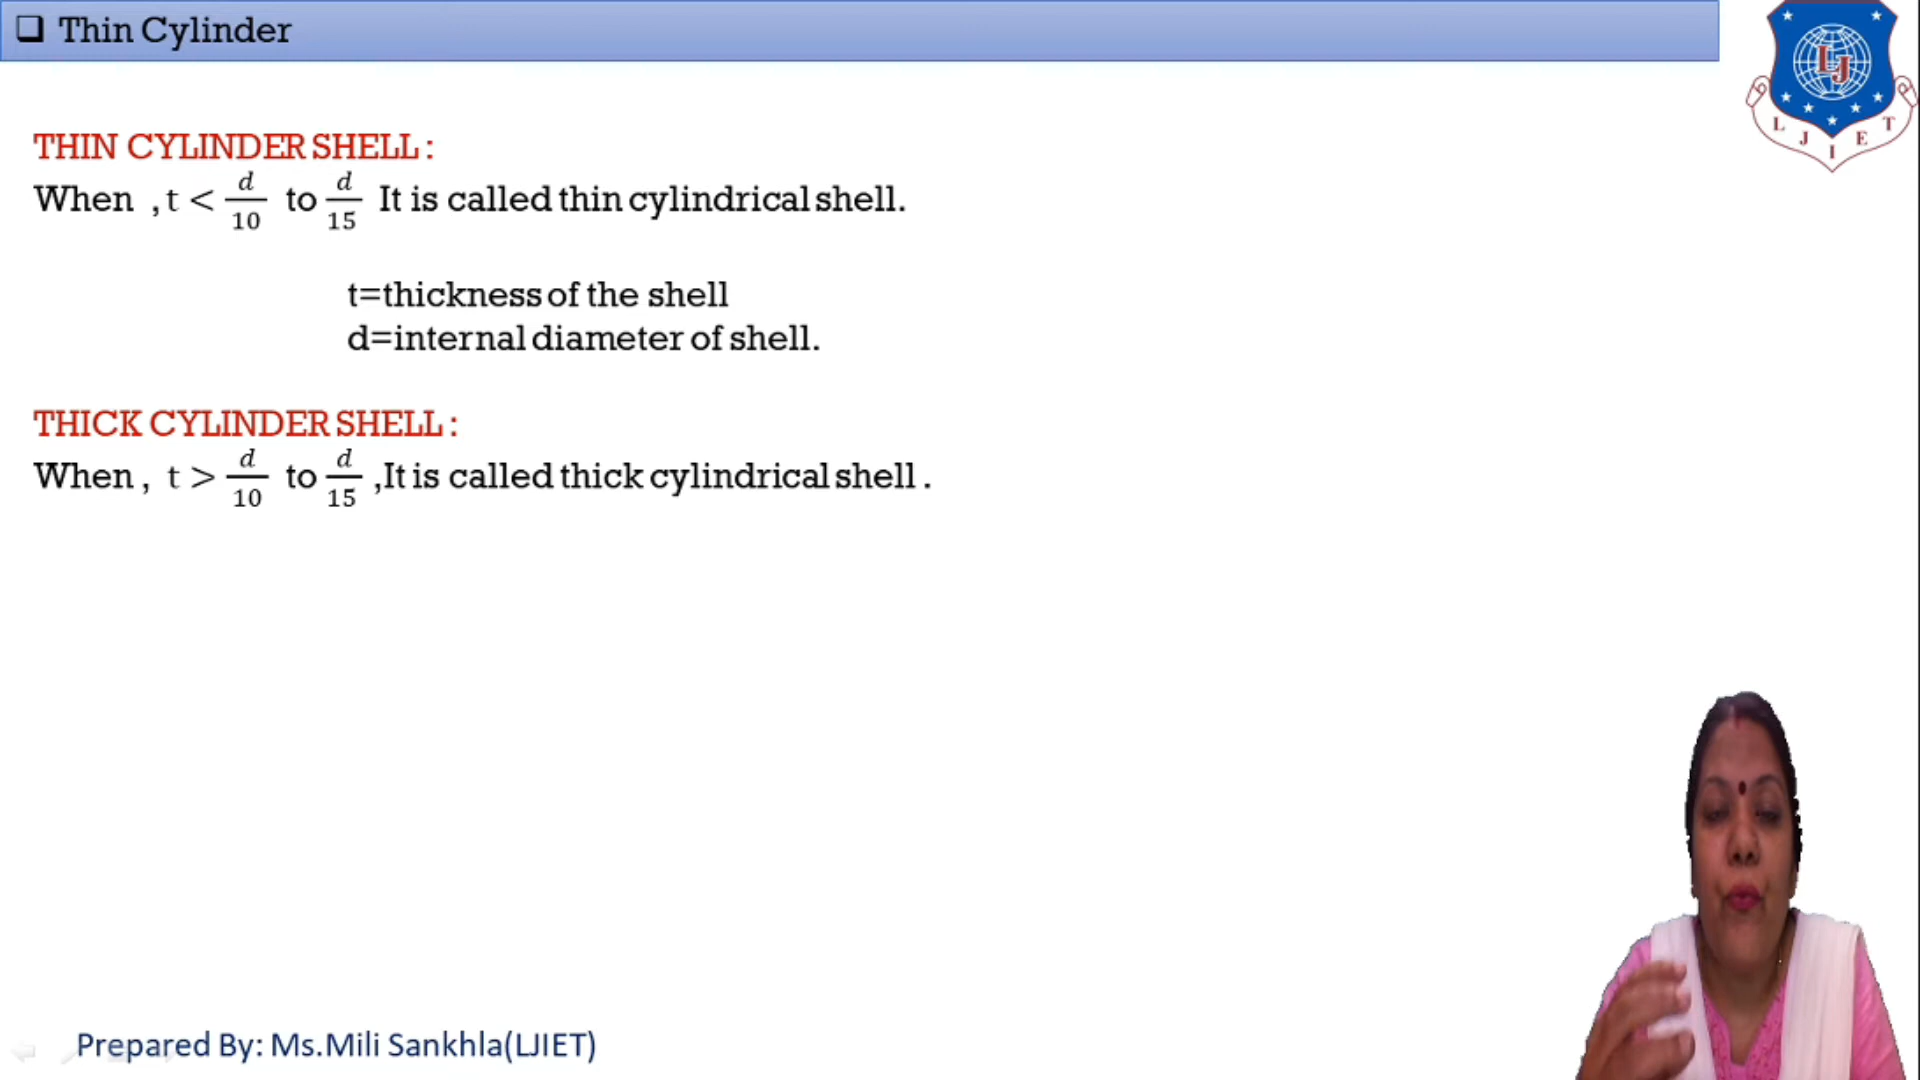 ❑ Thin Cylinder
THIN CYLINDER SHELL :
When , t < d/10 to d/15 It is called thin cylindrical shell.
t=thickness of the shell
d=internal diameter of shell.
THICK CYLINDER SHELL :
When , t > d/10 to d/15 ,It is called thick cylindrical shell .
Prepared By: Ms.Mili Sankhla(LJIET)
LJ
L J I E T